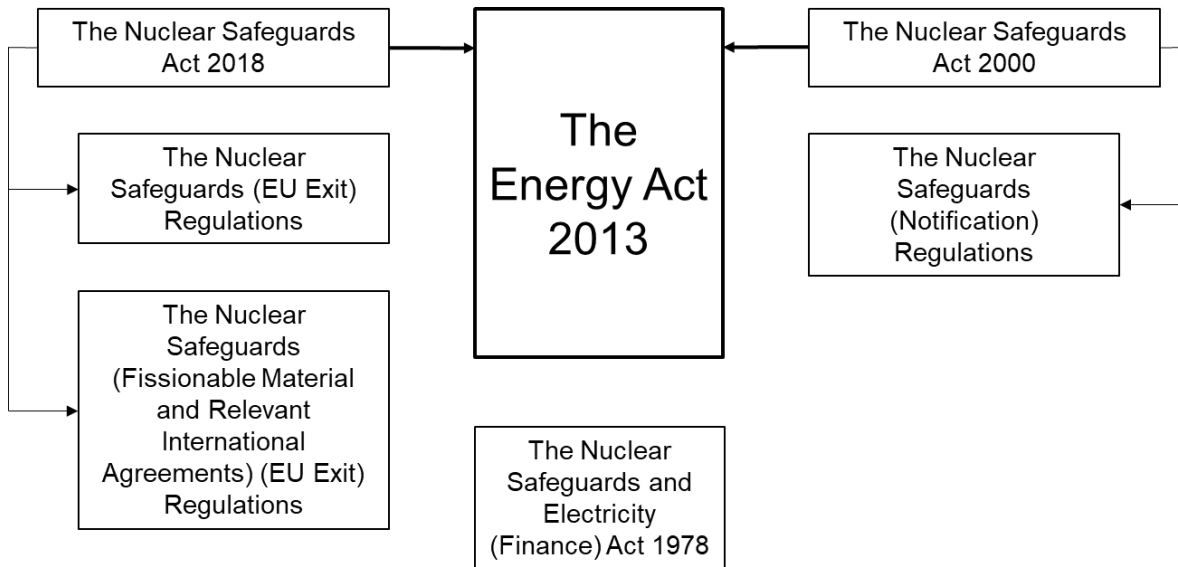 The Nuclear Safeguards
Act 2018
The
Energy Act
2013
The Nuclear Safeguards
Act 2000
The Nuclear
Safeguards (EU Exit)
Regulations
The Nuclear
Safeguards
(Notification)
Regulations
The Nuclear
Safeguards
(Fissionable Material
and Relevant
International
Agreements) (EU Exit)
Regulations
The Nuclear
Safeguards and
Electricity
(Finance) Act 1978